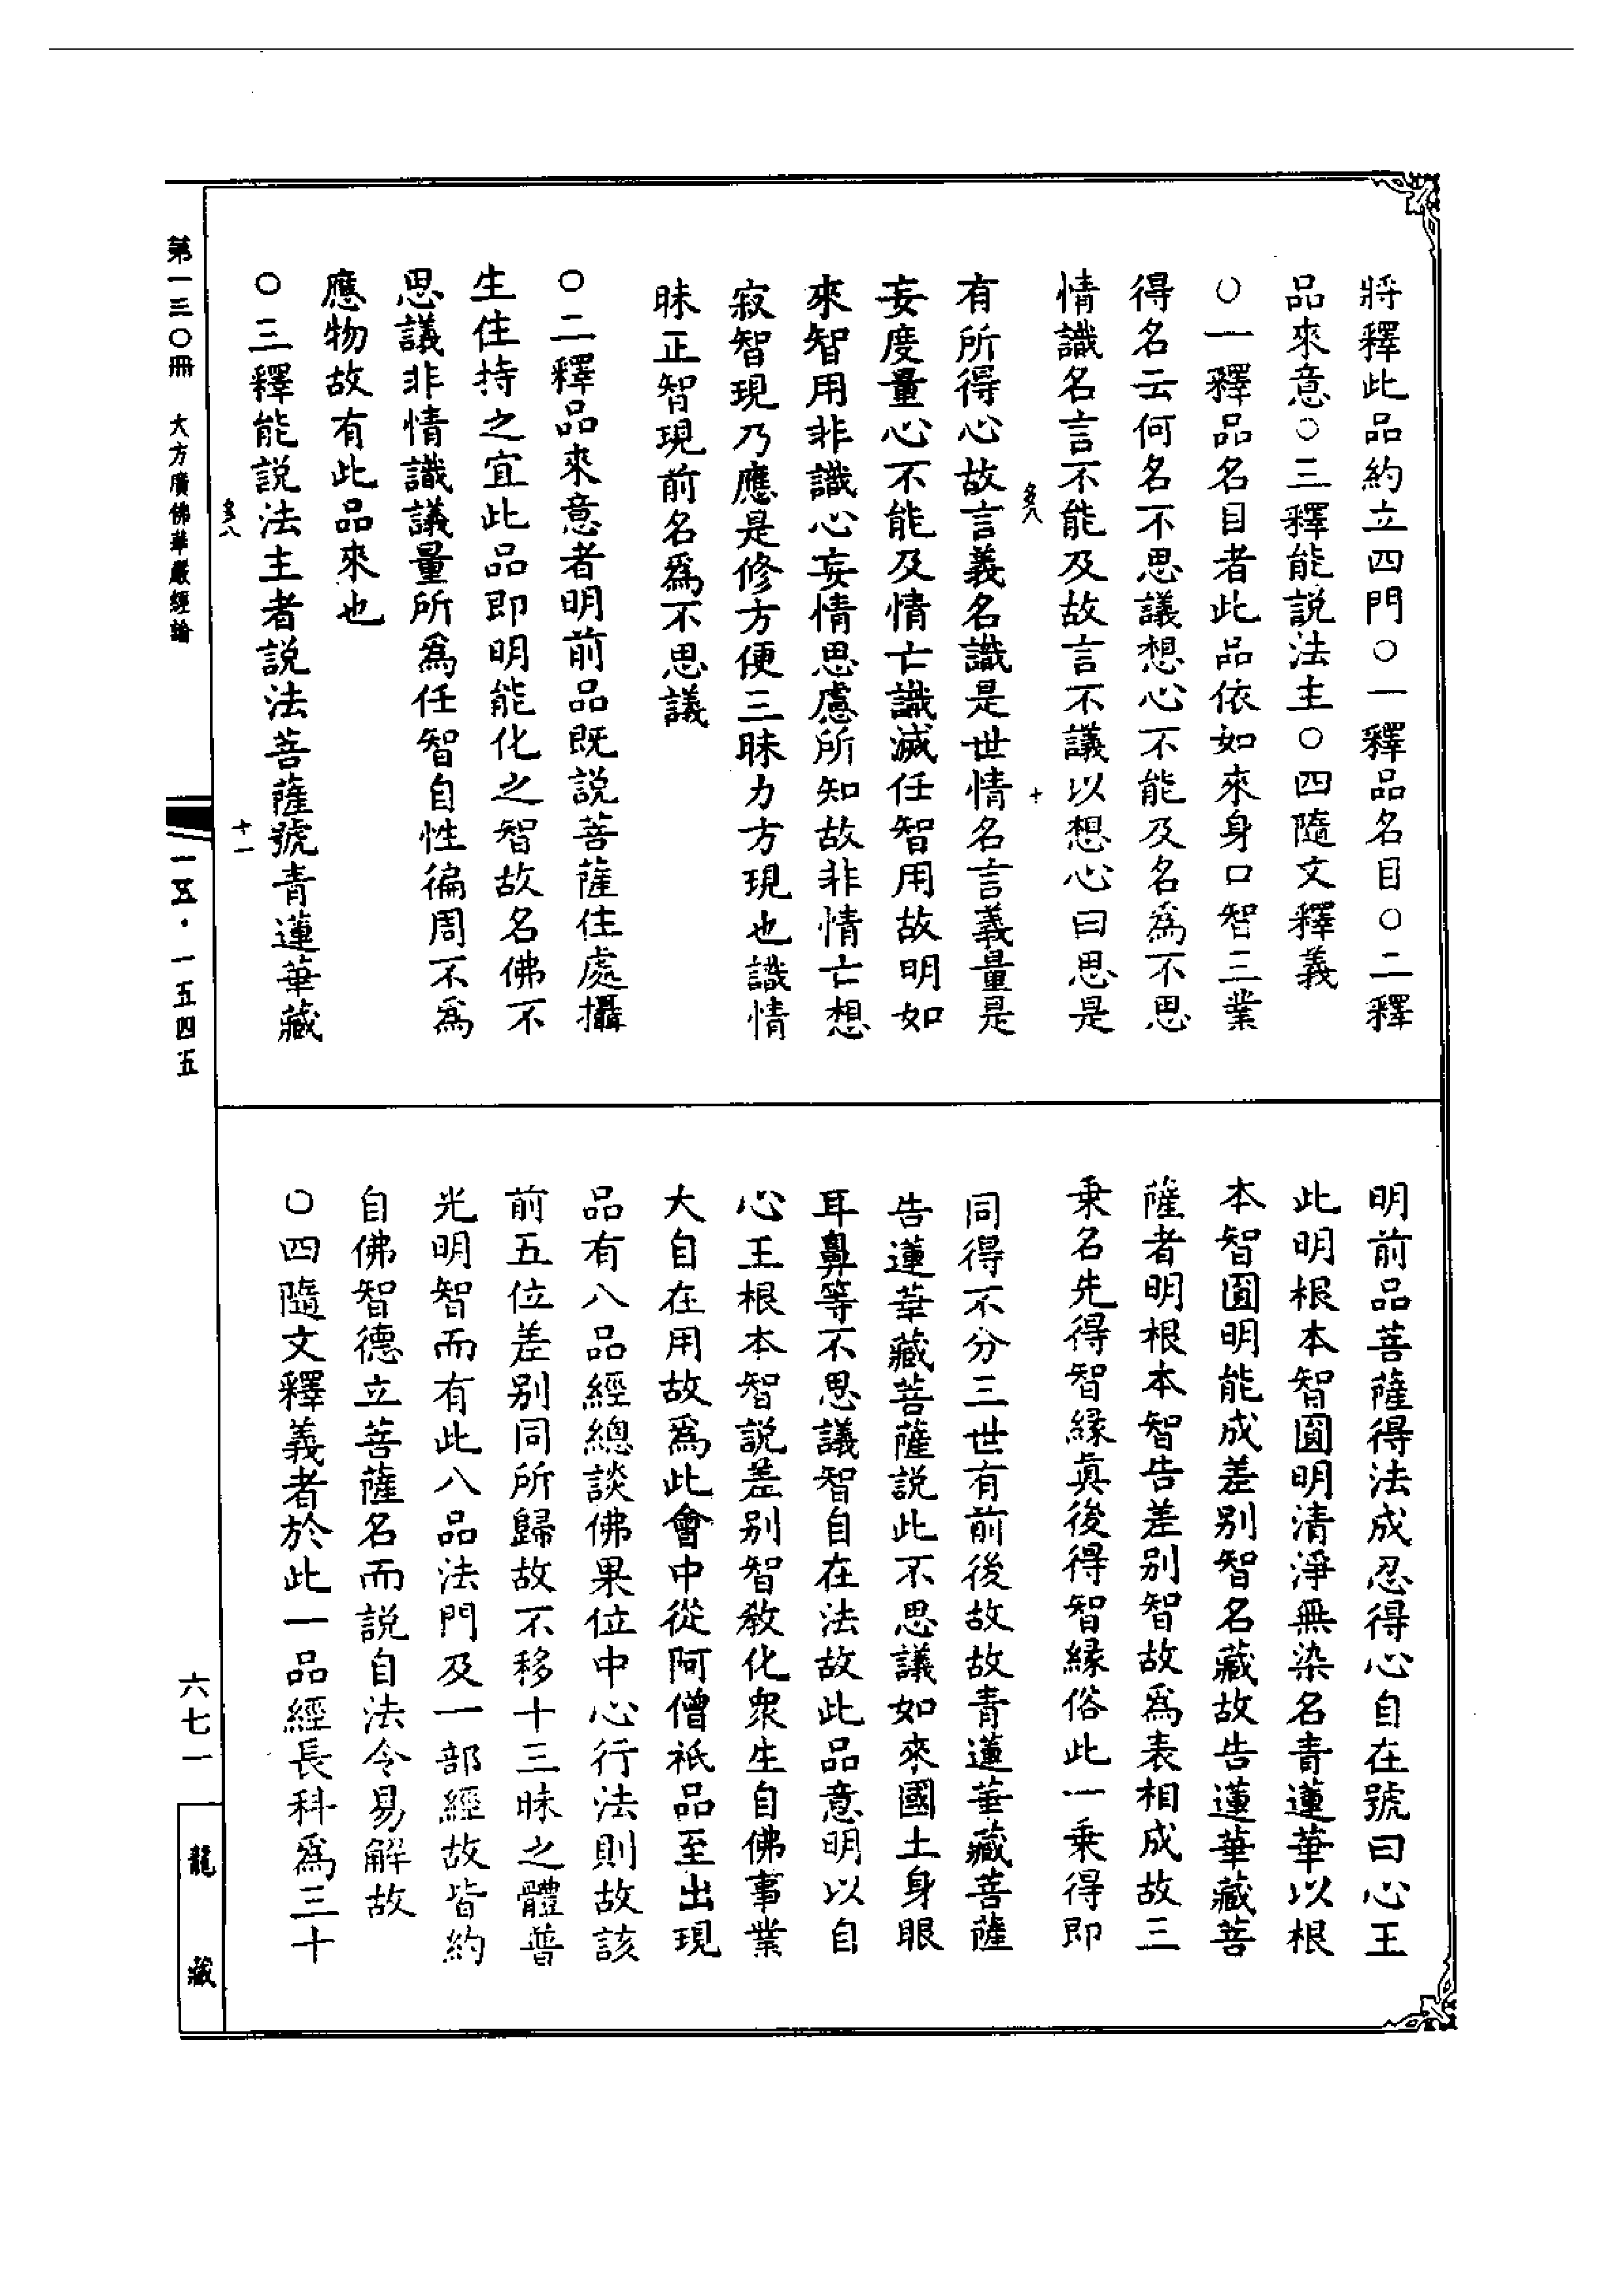 將釋此品約立四門○一釋品名目○二釋
品來意○三釋能説法主○四隨文釋義
○一釋品名目者此品依如來身口智三業
得名云何名不思議想心不能及名爲不思
情識名言不能及故言不議以想心曰思是
多八 十
有所得心故言義名識是世情名言義量是
妄度量心不能及情亡識滅任智用故明如
來智用非識心妄情思慮所知故非情亡想
寂智現乃應是修方便三昧力方現也識情
昧正智現前名爲不思議
○二釋品來意者明前品既説菩薩住處攝
生住持之宜此品即明能化之智故名佛不
思議非情識議量所爲任智自性徧周不爲
應物故有此品來也
○三釋能説法主者説法菩薩號青蓮華藏
多八 十一
明前品菩薩得法成忍得心自在號曰心王
此明根本智圓明清淨無染名青蓮華以根
本智圓明能成差别智名藏故告蓮華藏菩
薩者明根本智告差别智故爲表相成故三
乗名先得智緣眞後得智緣俗此一乗得即
同得不分三世有前後故故青蓮華藏菩薩
告蓮華藏菩薩説此不思議如來國土身眼
耳鼻等不思議智自在法故此品意明以自
心王根本智説差别智教化衆生自佛事業
大自在用故爲此會中從阿僧祇品至出現
品有八品經總談佛果位中心行法則故該
前五位差别同所歸故不移十三昧之體普
光明智而有此八品法門及一部經故皆約
自佛智德立菩薩名而説自法令易解故
○四隨文釋義者於此一品經長科爲三十
第一三〇冊 大方廣佛華嚴經論
一五·一五四五
六七一
龍藏